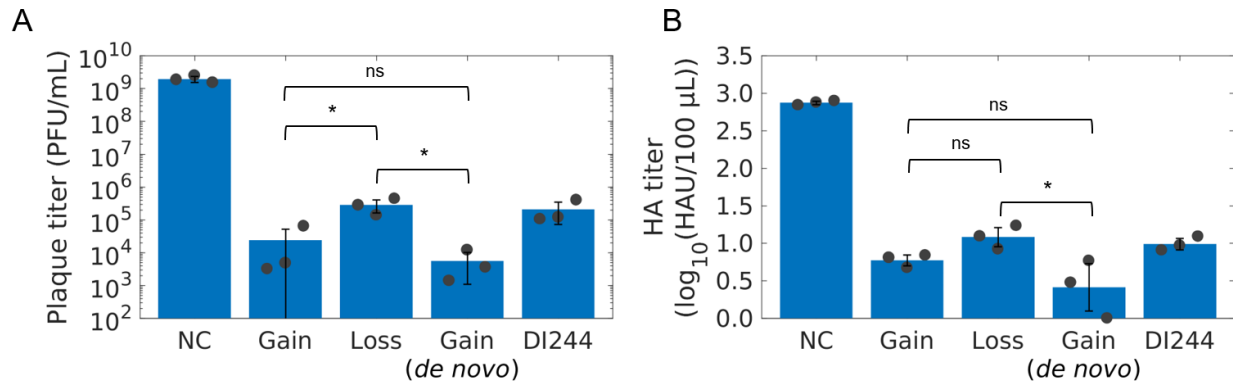 A
Plaque titer (PFU/mL)
10^10
10^9
10^8
10^7
10^6
10^5
10^4
10^3
10^2
ns
*
*
NC
Gain
Loss
Gain
(de novo)
DI244
B
HA titer
(log_10(HAU/100 µL))
3.5
3.0
2.5
2.0
1.5
1.0
0.5
0.0
ns
ns
*
NC
Gain
Loss
Gain
(de novo)
DI244